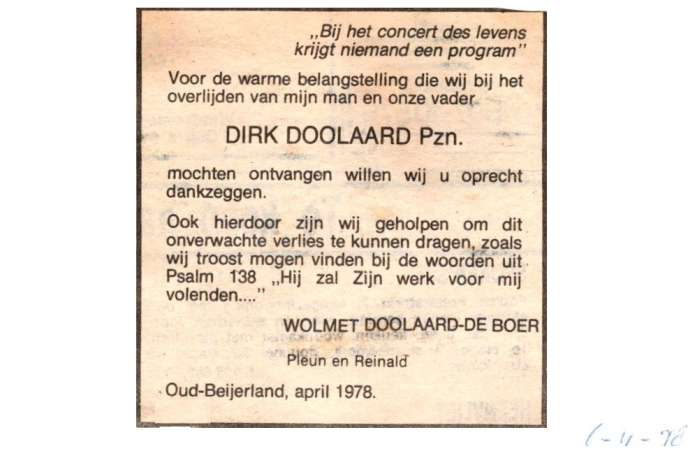 „Bij het concert des levens
krijgt niemand een program"
Voor de warme belangstelling die wij bij het
overlijden van mijn man en onze vader
DIRK DOOLAARD Pzn.
mochten ontvangen willen wij u oprecht
dankzeggen.
Ook hierdoor zijn wij geholpen om dit
onverwachte verlies te kunnen dragen, zoals
wij troost mogen vinden bij de woorden uit
Psalm 138 „Hij zal Zijn werk voor mij
volenden...."
WOLMET DOOLAARD-DE BOER
Pleun en Reinald
Oud-Beijerland, april 1978.